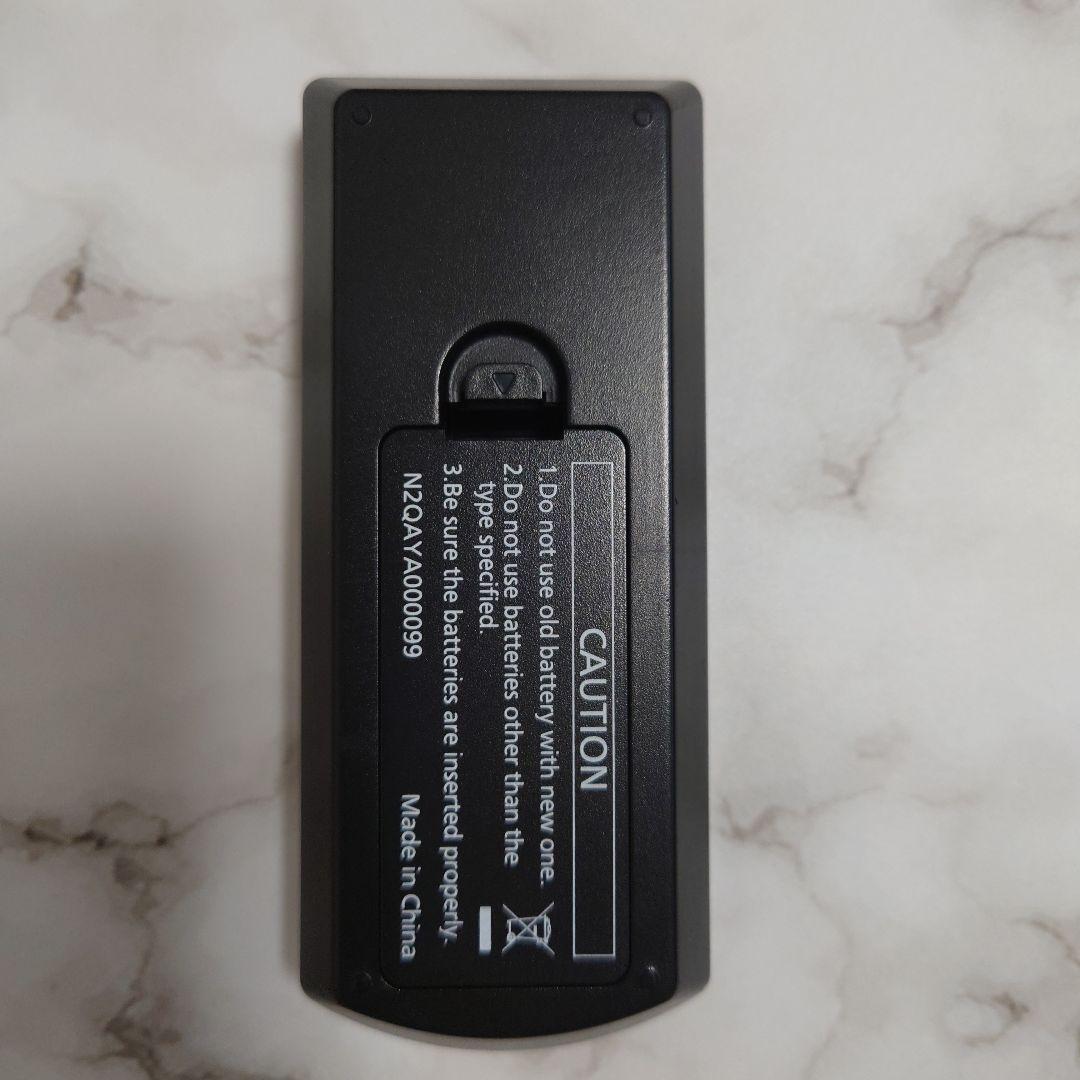 CAUTION
1.Do not use old battery with new one.
2.Do not use batteries other than the
type specified.
3.Be sure the batteries are inserted properly.
N2QAYA000099 Made in China